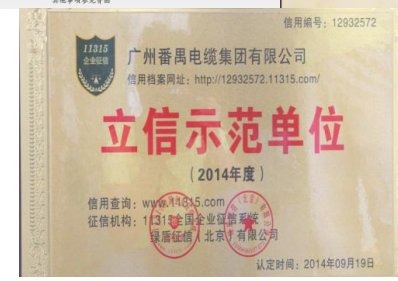 信用编号：12932572
11315
企业征信
广州番禺电缆集团有限公司
信用档案网址：http://12932572.11315.com/
立信示范单位
（2014年度）
信用查询：www.11315.com
征信机构：11315全国企业征信系统
绿盾征信（北京）有限公司
认定时间：2014年09月19日